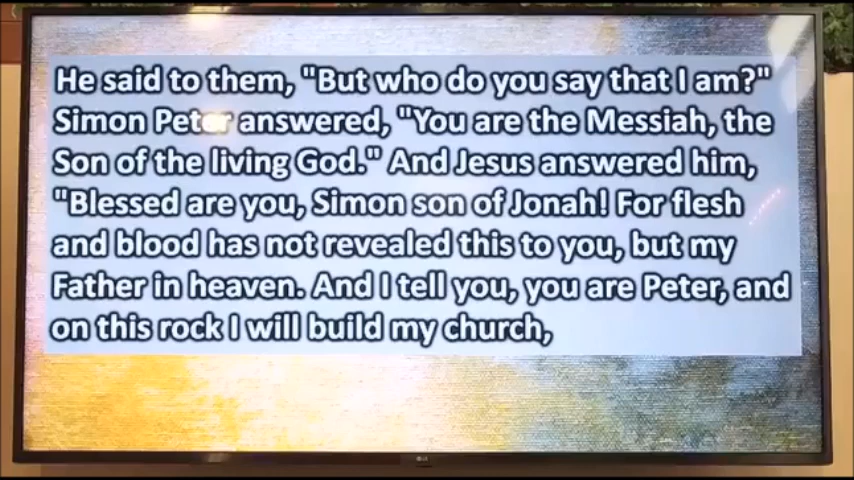 He said to them, "But who do you say that I am?"
Simon Peter answered, "You are the Messiah, the
Son of the living God." And Jesus answered him,
"Blessed are you, Simon son of Jonah! For flesh
and blood has not revealed this to you, but my
Father in heaven. And I tell you, you are Peter, and
on this rock I will build my church,
LG